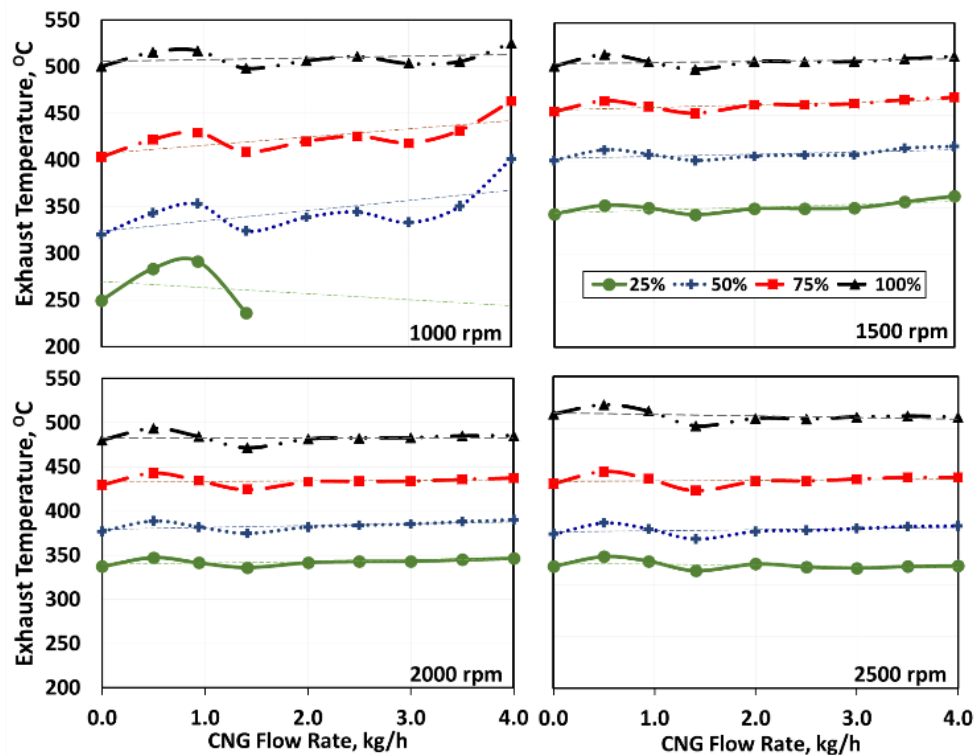 Exhaust Temperature, ᴼC
550
500
450
400
350
300
250
200
1000 rpm
25% 50% 75% 100%
1500 rpm
Exhaust Temperature, ᴼC
550
500
450
400
350
300
250
200
2000 rpm
2500 rpm
0.0 1.0 2.0 3.0 4.0
CNG Flow Rate, kg/h
0.0 1.0 2.0 3.0 4.0
CNG Flow Rate, kg/h